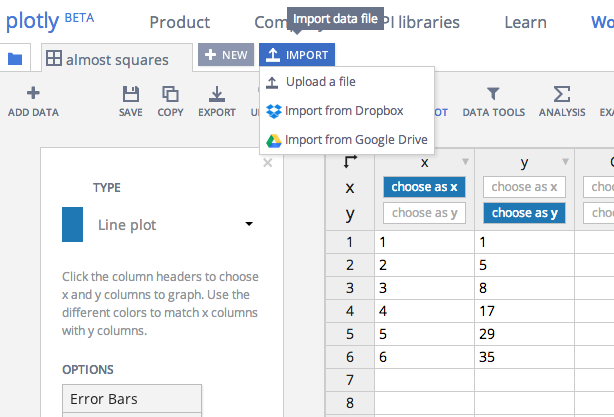 plotly BETA Product Comp Import data file PI libraries Learn Wo
almost squares + NEW IMPORT
Upload a file
Import from Dropbox
Import from Google Drive
ADD DATA SAVE COPY EXPORT U OT DATA TOOLS ANALYSIS EXA
×
TYPE
Line plot
Click the column headers to choose
x and y columns to graph. Use the
different colors to match x columns
with y columns.
OPTIONS
Error Bars
x y
x choose as x choose as x choo
y choose as y choose as y choo
1 1 1
2 2 5
3 3 8
4 4 17
5 5 29
6 6 35
7
8